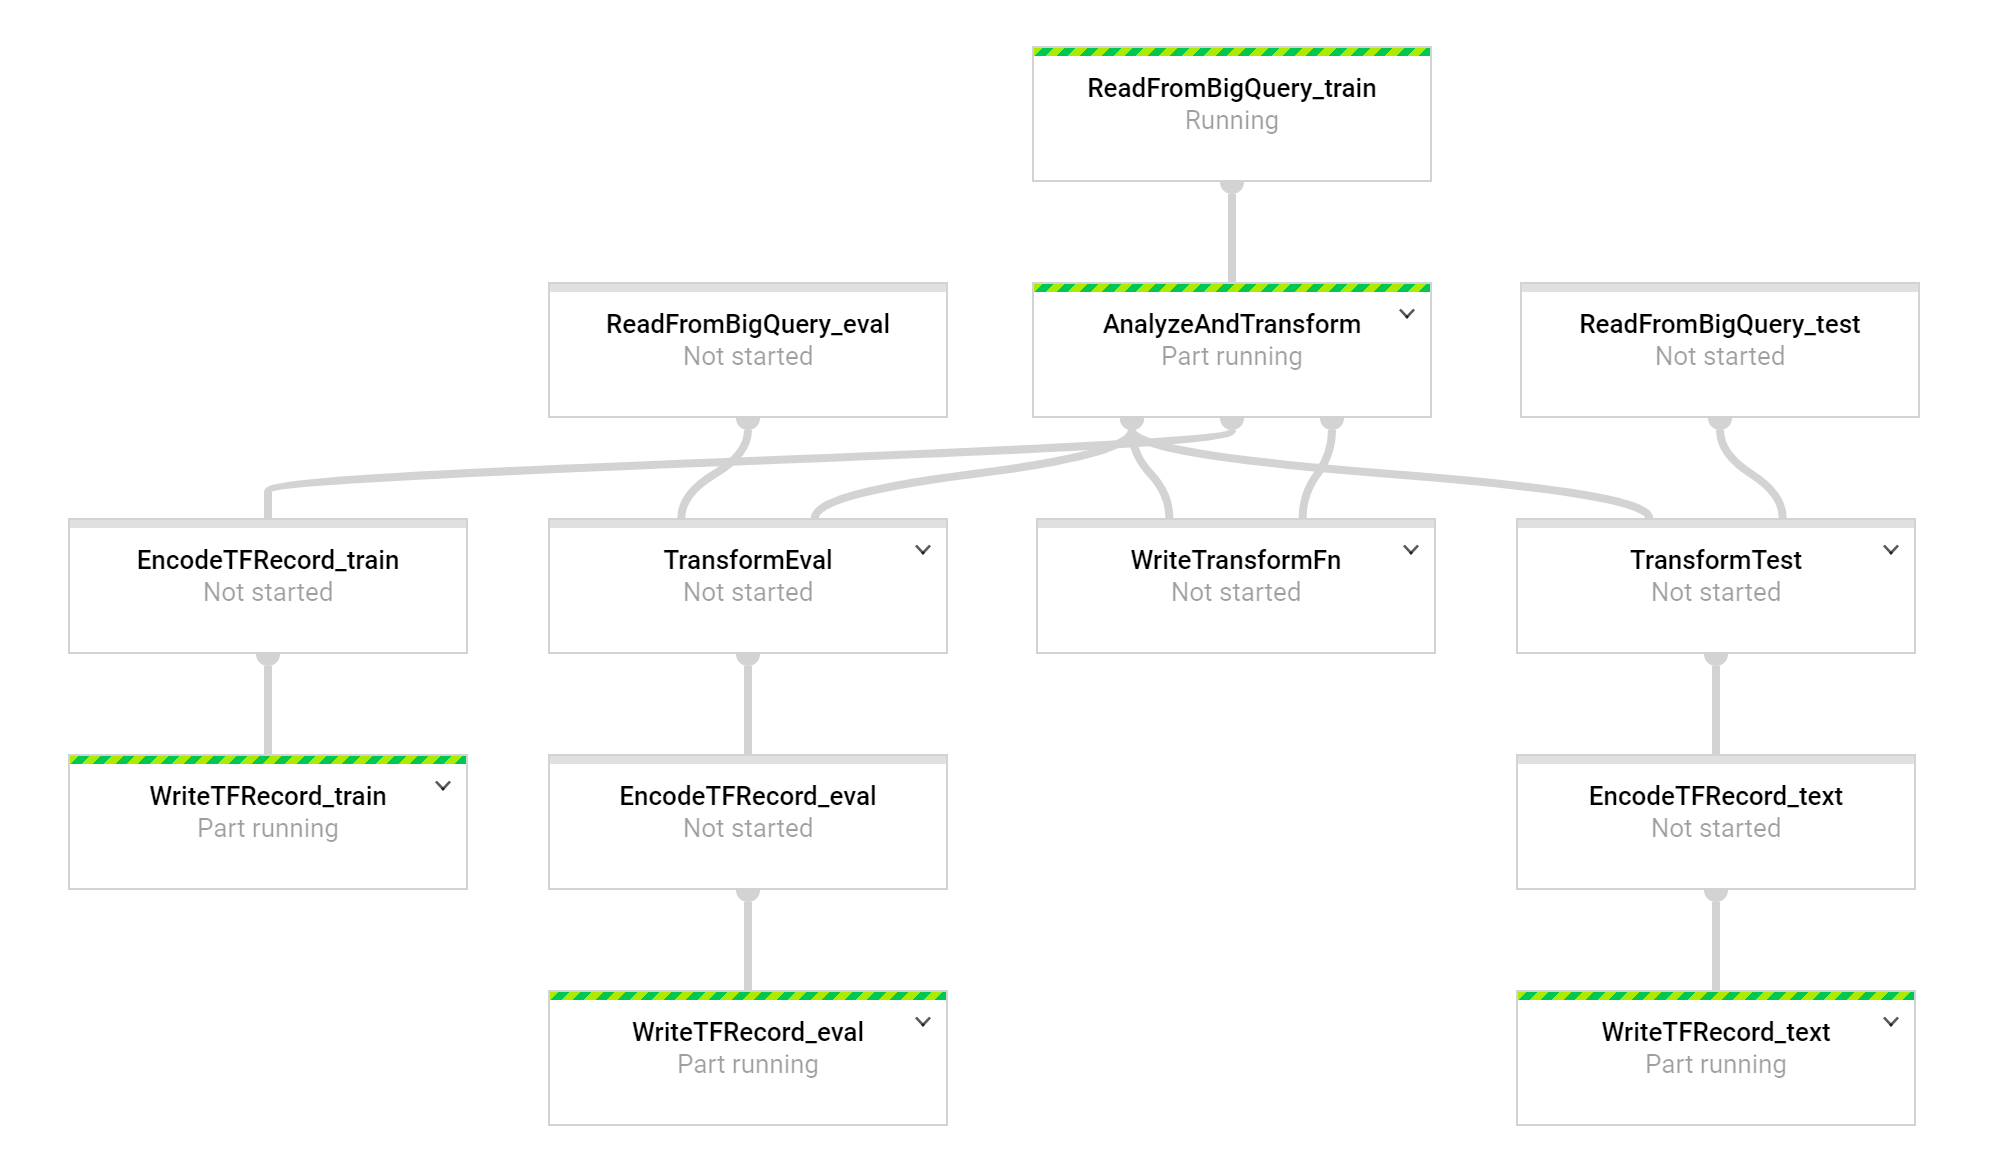 ReadFromBigQuery_train
Running
ReadFromBigQuery_eval
Not started
AnalyzeAndTransform
Part running
ReadFromBigQuery_test
Not started
EncodeTFRecord_train
Not started
TransformEval
Not started
WriteTransformFn
Not started
TransformTest
Not started
WriteTFRecord_train
Part running
EncodeTFRecord_eval
Not started
EncodeTFRecord_text
Not started
WriteTFRecord_eval
Part running
WriteTFRecord_text
Part running